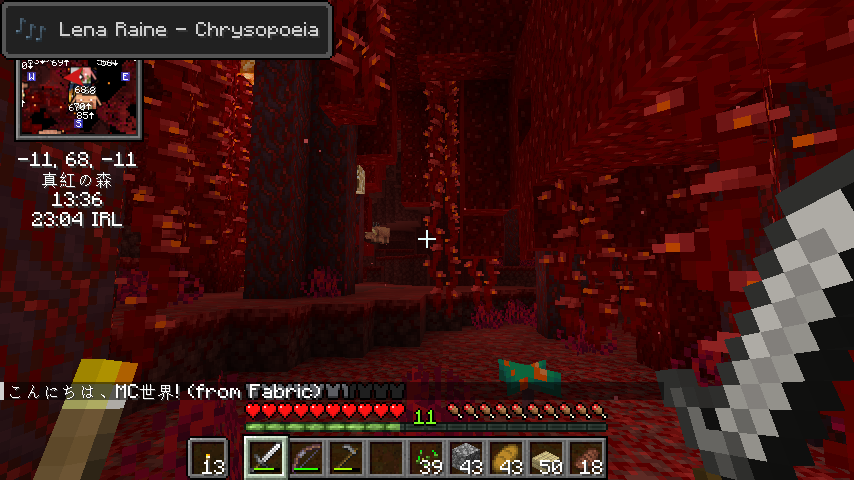 Lena Raine - Chrysopoeia
W
E
S
-11, 68, -11
真紅の森
13:36
23:04 IRL
こんにちは、MC世界! (from Fabric)
11
13
39
43
43
50
18